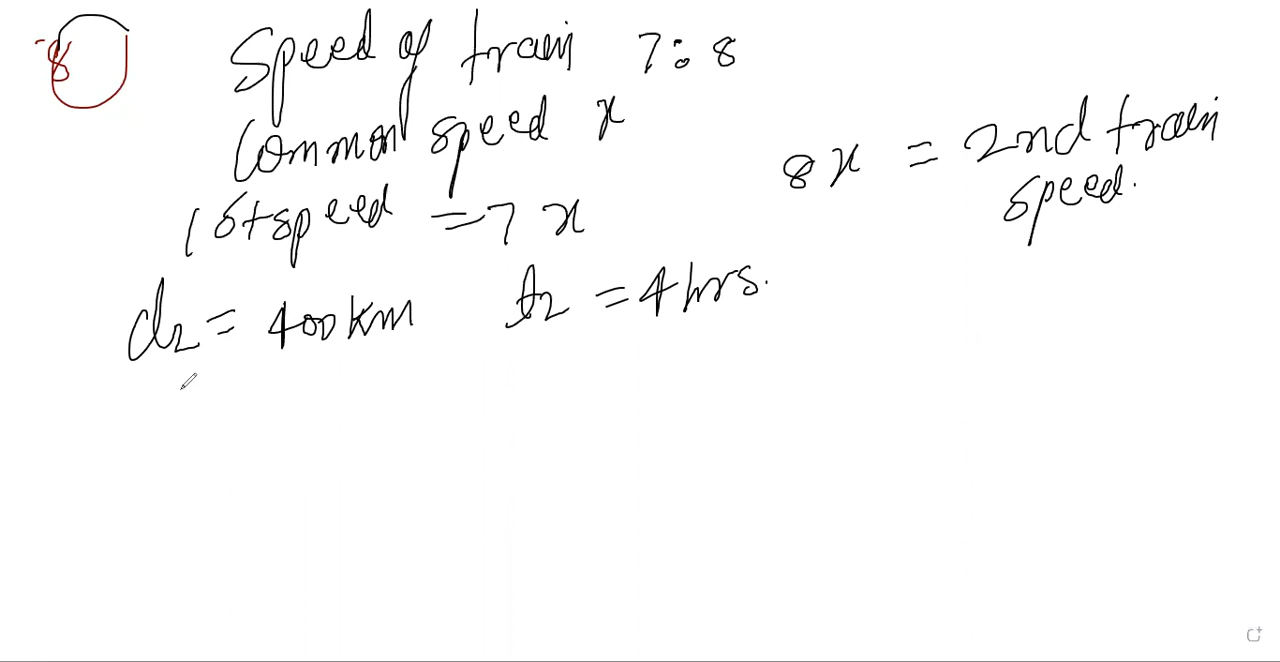 8
Speed of train 7:8
Common speed x
1st speed = 7x
8x = 2nd train speed.
d2 = 400 km t2 = 4 hrs.